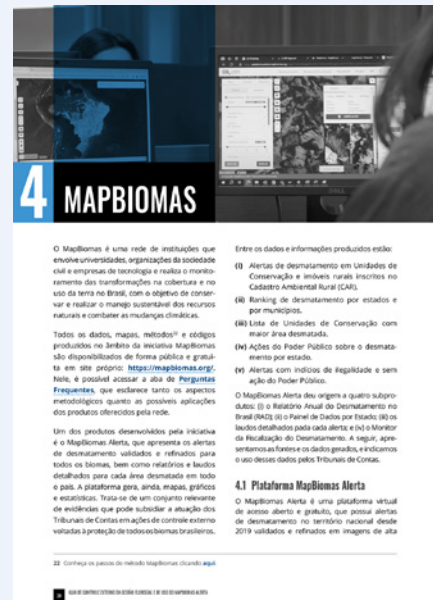 4 MAPBIOMAS
O MapBiomas é uma rede de instituições que
envolve universidades, organizações da sociedade
civil e empresas de tecnologia e realiza o monito-
ramento das transformações na cobertura e no
uso da terra no Brasil, com o objetivo de conser-
var e realizar o manejo sustentável dos recursos
naturais e combater as mudanças climáticas.
Todos os dados, mapas, métodos²² e códigos
produzidos no âmbito da iniciativa MapBiomas
são disponibilizados de forma pública e gratui-
ta em site próprio: https://mapbiomas.org/.
Nele, é possível acessar a aba de Perguntas
Frequentes, que esclarece tanto os aspectos
metodológicos quanto as possíveis aplicações
dos produtos oferecidos pela rede.
Um dos produtos desenvolvidos pela iniciativa
é o MapBiomas Alerta, que apresenta os alertas
de desmatamento validados e refinados para
todos os biomas, bem como relatórios e laudos
detalhados para cada área desmatada em todo
o país. A plataforma gera, ainda, mapas, gráficos
e estatísticas. Trata-se de um conjunto relevante
de evidências que pode subsidiar a atuação dos
Tribunais de Contas em ações de controle externo
voltadas à proteção de todos os biomas brasileiros.
Entre os dados e informações produzidos estão:
(i) Alertas de desmatamento em Unidades de
Conservação e imóveis rurais inscritos no
Cadastro Ambiental Rural (CAR).
(ii) Ranking de desmatamento por estados e
por municípios.
(iii) Lista de Unidades de Conservação com
maior área desmatada.
(iv) Ações do Poder Público sobre o desmata-
mento por estado.
(v) Alertas com indícios de ilegalidade e sem
ação do Poder Público.
O MapBiomas Alerta deu origem a quatro subpro-
dutos: (i) o Relatório Anual do Desmatamento no
Brasil (RAD); (ii) o Painel de Dados por Estado; (iii) os
laudos detalhados para cada alerta; e (iv) o Monitor
da Fiscalização do Desmatamento. A seguir, apre-
sentamos as fontes e os dados gerados, e indicamos
o uso desses dados pelos Tribunais de Contas.
4.1 Plataforma MapBiomas Alerta
O MapBiomas Alerta é uma plataforma virtual
de acesso aberto e gratuito, que possui alertas
de desmatamento no território nacional desde
2019 validados e refinados em imagens de alta
22 Conheça os passos do método MapBiomas clicando aqui.
GUIA DE CONTROLE EXTERNO DA GESTÃO FLORESTAL E DE USO DO MAPBIOMAS ALERTA